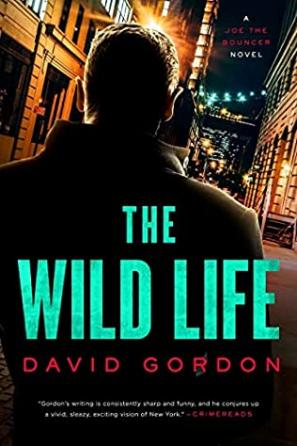 A
JOE THE
BOUNCER
NOVEL
THE
WILD LIFE
DAVID GORDON
"Gordon's writing is consistently sharp and funny, and he conjures up
a vivid, sleazy, exciting vision of New York." —CRIMEREADS